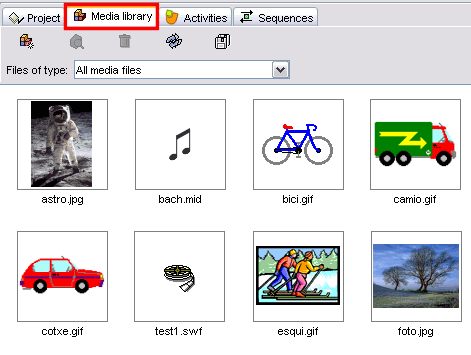 Project Media library Activities Sequences
Files of type: All media files
astro.jpg bach.mid bici.gif camio.gif
cotxe.gif test1.swf esqui.gif foto.jpg